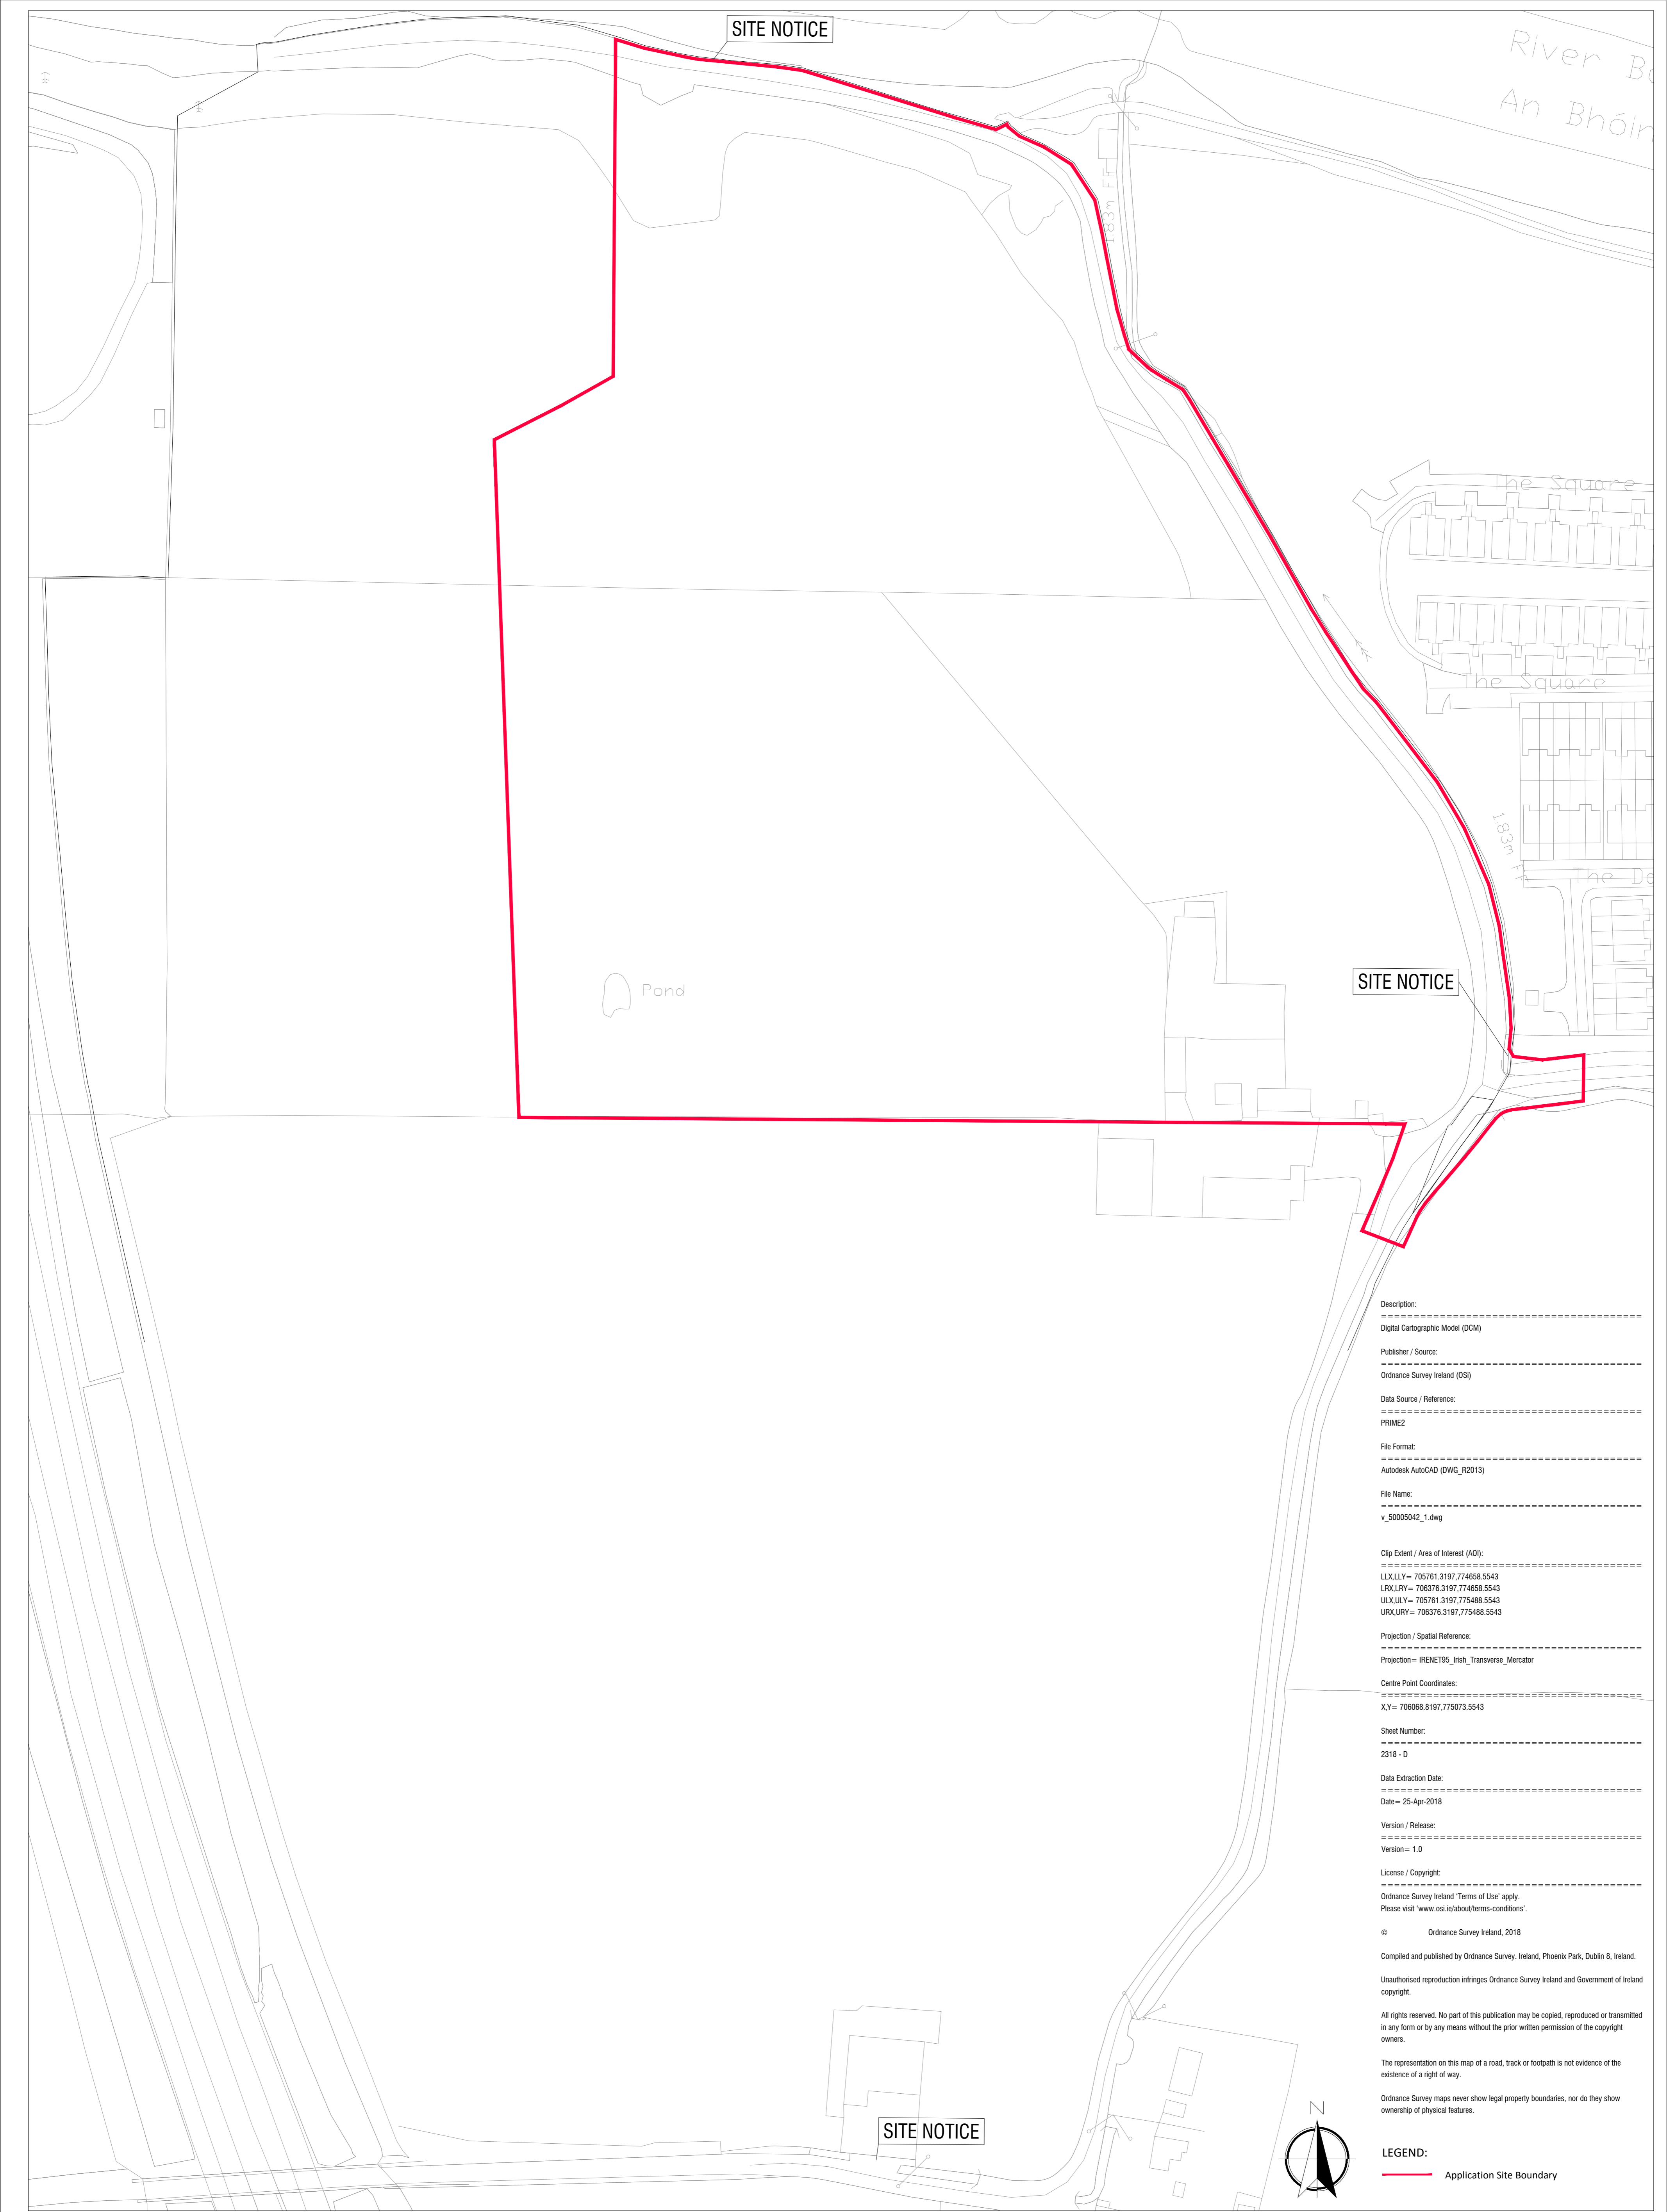 SITE NOTICE
River Bo
An Bhóin
1.83m FF
The Square
The Square
1.83m FF
The Do
Pond
SITE NOTICE
Description:
========================================
Digital Cartographic Model (DCM)
Publisher / Source:
========================================
Ordnance Survey Ireland (OSi)
Data Source / Reference:
========================================
PRIME2
File Format:
========================================
Autodesk AutoCAD (DWG_R2013)
File Name:
========================================
v_50005042_1.dwg
Clip Extent / Area of Interest (AOI):
========================================
LLX,LLY= 705761.3197,774658.5543
LRX,LRY= 706376.3197,774658.5543
ULX,ULY= 705761.3197,775488.5543
URX,URY= 706376.3197,775488.5543
Projection / Spatial Reference:
========================================
Projection= IRENET95_Irish_Transverse_Mercator
Centre Point Coordinates:
========================================
X,Y= 706068.8197,775073.5543
Sheet Number:
========================================
2318 - D
Data Extraction Date:
========================================
Date= 25-Apr-2018
Version / Release:
========================================
Version= 1.0
License / Copyright:
========================================
Ordnance Survey Ireland 'Terms of Use' apply.
Please visit 'www.osi.ie/about/terms-conditions'.
© Ordnance Survey Ireland, 2018
Compiled and published by Ordnance Survey. Ireland, Phoenix Park, Dublin 8, Ireland.
Unauthorised reproduction infringes Ordnance Survey Ireland and Government of Ireland
copyright.
All rights reserved. No part of this publication may be copied, reproduced or transmitted
in any form or by any means without the prior written permission of the copyright
owners.
The representation on this map of a road, track or footpath is not evidence of the
existence of a right of way.
Ordnance Survey maps never show legal property boundaries, nor do they show
ownership of physical features.
SITE NOTICE
N
LEGEND:
Application Site Boundary